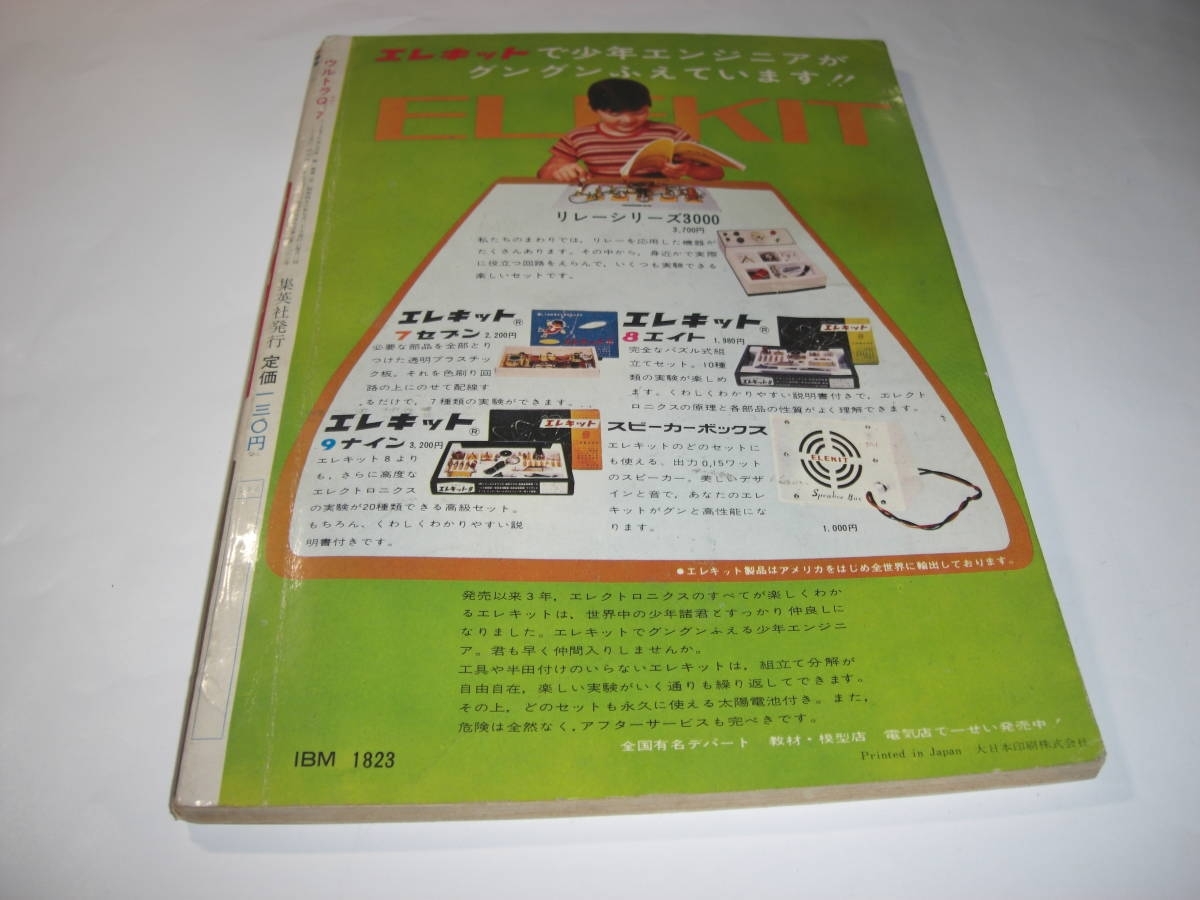 エレキットで少年エンジニアが
グングンふえています!!
ELEKIT
リレーシリーズ3000
3,700円
私たちのまわりでは, リレーを応用した機器が
たくさんあります。その中から, 身近かで実際
に役立つ回路をえらんで, いくつも実験できる
楽しいセットです。
エレキット®
7セブン 2,200円
必要な部品を全部とり
つけた透明プラスチッ
ク板。それを色刷り回
路の上にのせて配線す
るだけで, 7種類の実験ができます。
エレキット®
8エイト 1,980円
完全なパズル式組
立てセット。10種
類の実験が楽しめ
ます。くわしくわかりやすい説明書付きで, エレクト
ロニクスの原理と各部品の性質がよく理解できます。
エレキット
エレキット8
エレキット®
9ナイン 3,200円
エレキット8より
も, さらに高度な
エレクトロニクス
の実験が20種類できる高級セット。
もちろん, くわしくわかりやすい説
明書付きです。
エレキット
エレキット9
スピーカーボックス
エレキットのどのセットに
も使える, 出力0,15ワット
のスピーカー。美しいデザ
インと音で, あなたのエレ
キットがグンと高性能にな
ります。
ELEKIT
Speaker Box
1,000円
●エレキット製品はアメリカをはじめ全世界に輸出しております。
発売以来3年, エレクトロニクスのすべてが楽しくわか
るエレキットは, 世界中の少年諸君とすっかり仲良しに
なりました。エレキットでグングンふえる少年エンジニ
ア。君も早く仲間入りしませんか。
工具や半田付けのいらないエレキットは, 組立て分解が
自由自在, 楽しい実験がいく通りも繰り返してできます。
その上, どのセットも永久に使える太陽電池付き。また,
危険は全然なく, アフターサービスも完ぺきです。
全国有名デパート 教材・模型店 電気店で一せい発売中!
Printed in Japan 大日本印刷株式会社
IBM 1823
ウルトラQ
集英社発行 定価一三〇円